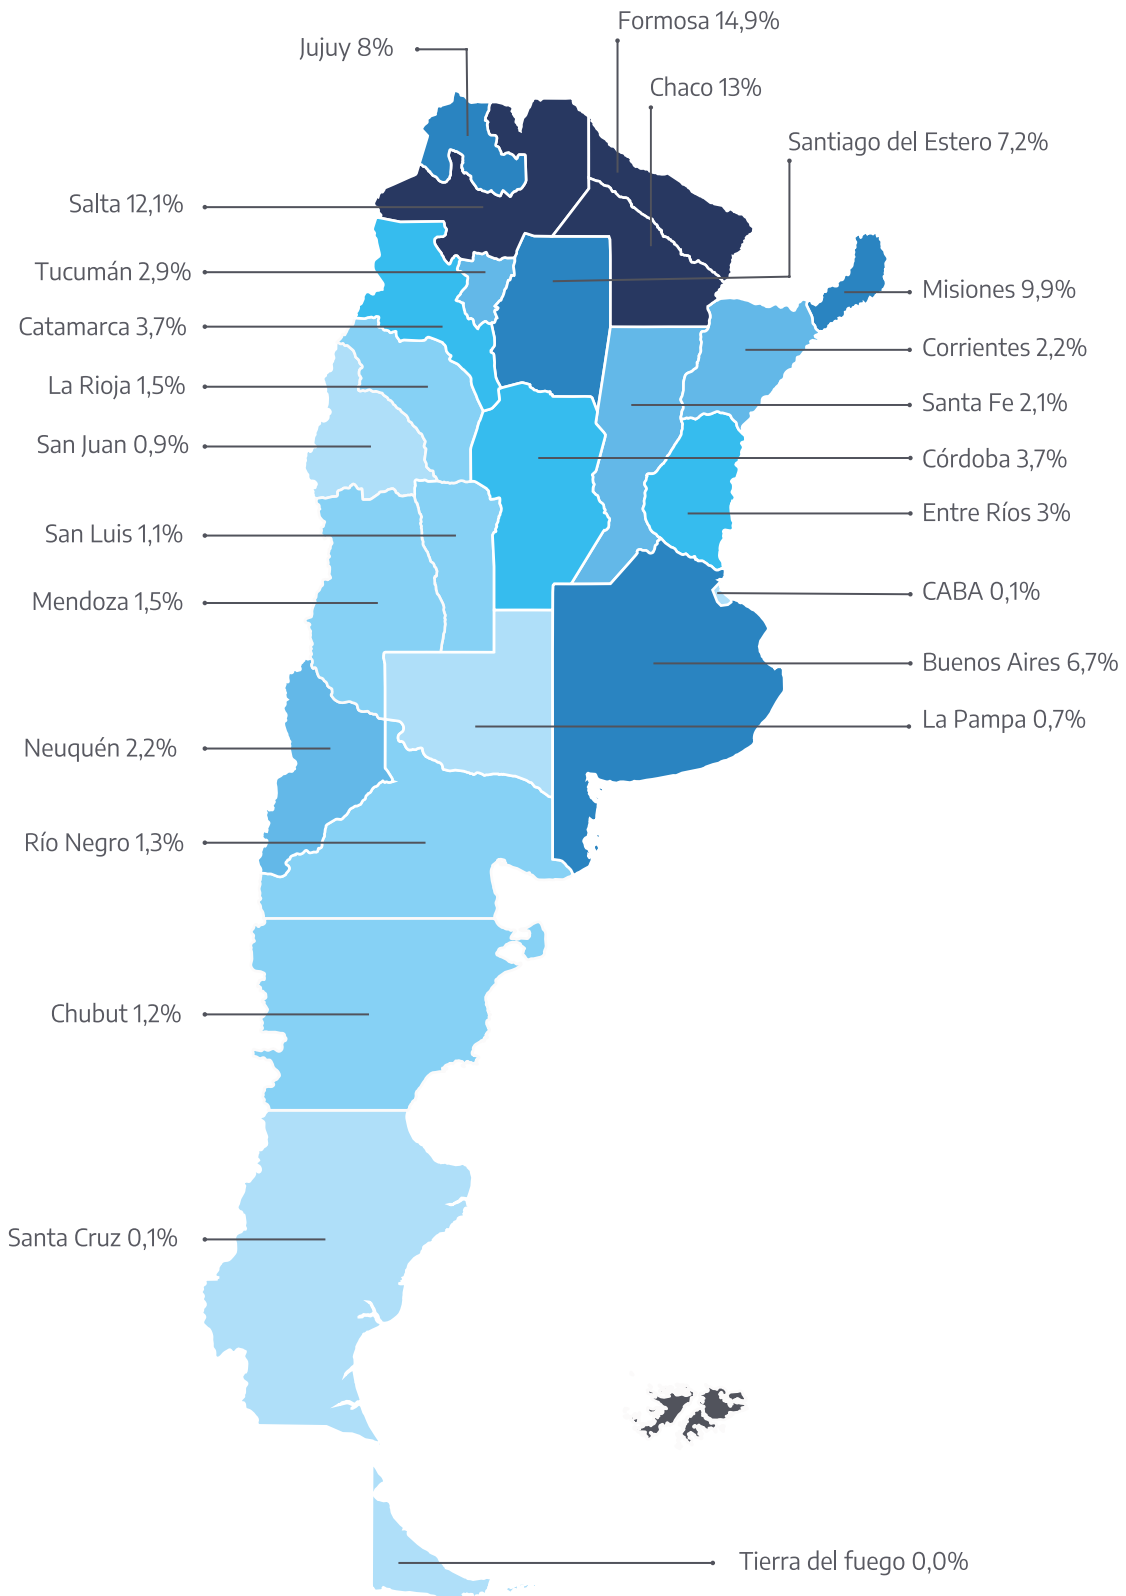 Formosa 14,9%
Jujuy 8%
Chaco 13%
Santiago del Estero 7,2%
Salta 12,1%
Tucumán 2,9%
Misiones 9,9%
Catamarca 3,7%
Corrientes 2,2%
La Rioja 1,5%
Santa Fe 2,1%
San Juan 0,9%
Córdoba 3,7%
Entre Ríos 3%
San Luis 1,1%
CABA 0,1%
Mendoza 1,5%
Buenos Aires 6,7%
La Pampa 0,7%
Neuquén 2,2%
Río Negro 1,3%
Chubut 1,2%
Santa Cruz 0,1%
Tierra del fuego 0,0%